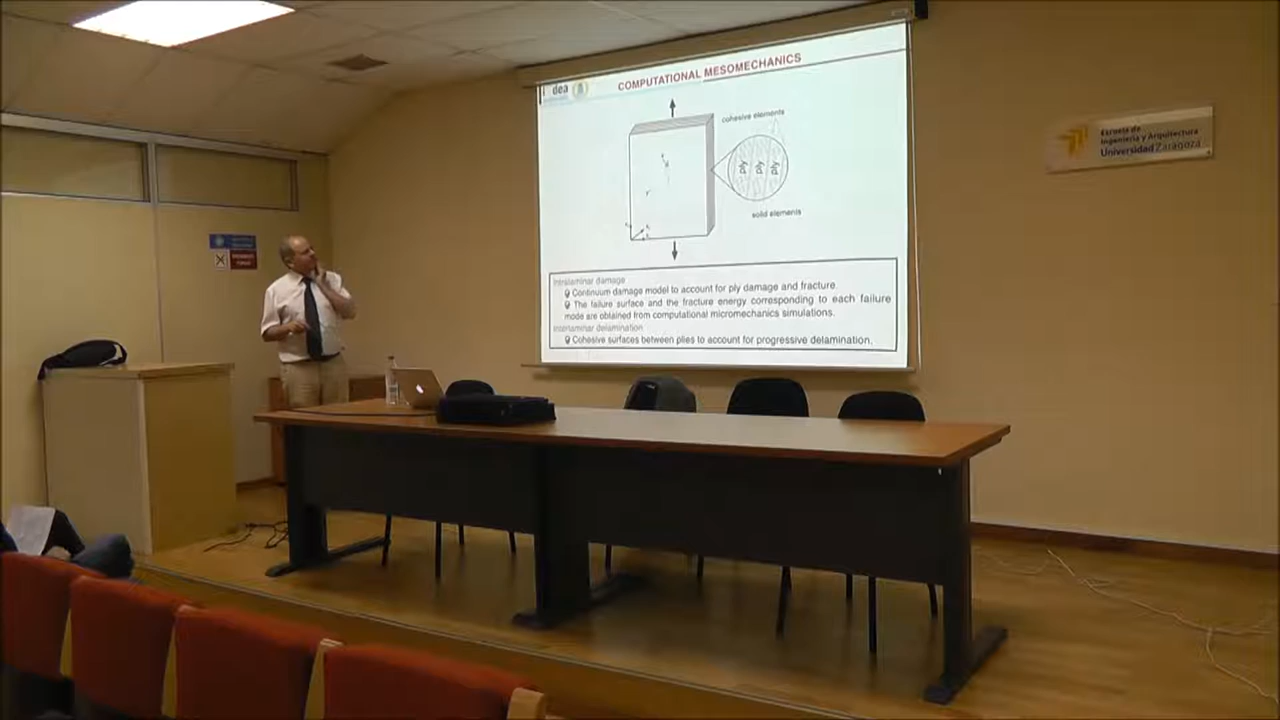 dea
COMPUTATIONAL MESOMECHANICS
cohesive elements
ply ply ply
solid elements
Intralaminar damage
Continuum damage model to account for ply damage and fracture.
The failure surface and the fracture energy corresponding to each failure
mode are obtained from computational micromechanics simulations.
Interlaminar delamination
Cohesive surfaces between plies to account for progressive delamination.
Escuela de
Ingeniería y Arquitectura
Universidad Zaragoza